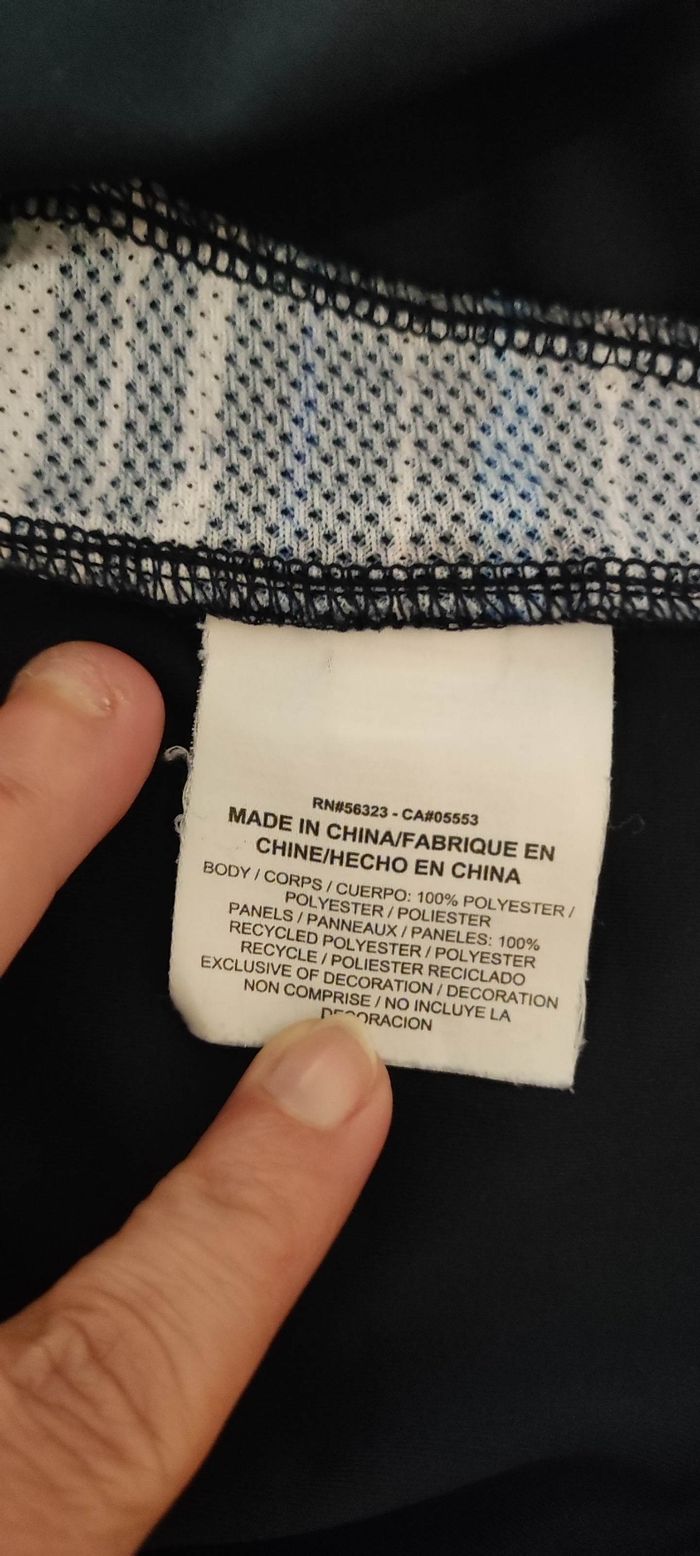 RN#56323 - CA#05553
MADE IN CHINA/FABRIQUE EN
CHINE/HECHO EN CHINA
BODY / CORPS / CUERPO: 100% POLYESTER /
POLYESTER / POLIESTER
PANELS / PANNEAUX / PANELES: 100%
RECYCLED POLYESTER / POLYESTER
RECYCLE / POLIESTER RECICLADO
EXCLUSIVE OF DECORATION / DECORATION
NON COMPRISE / NO INCLUYE LA
DECORACION